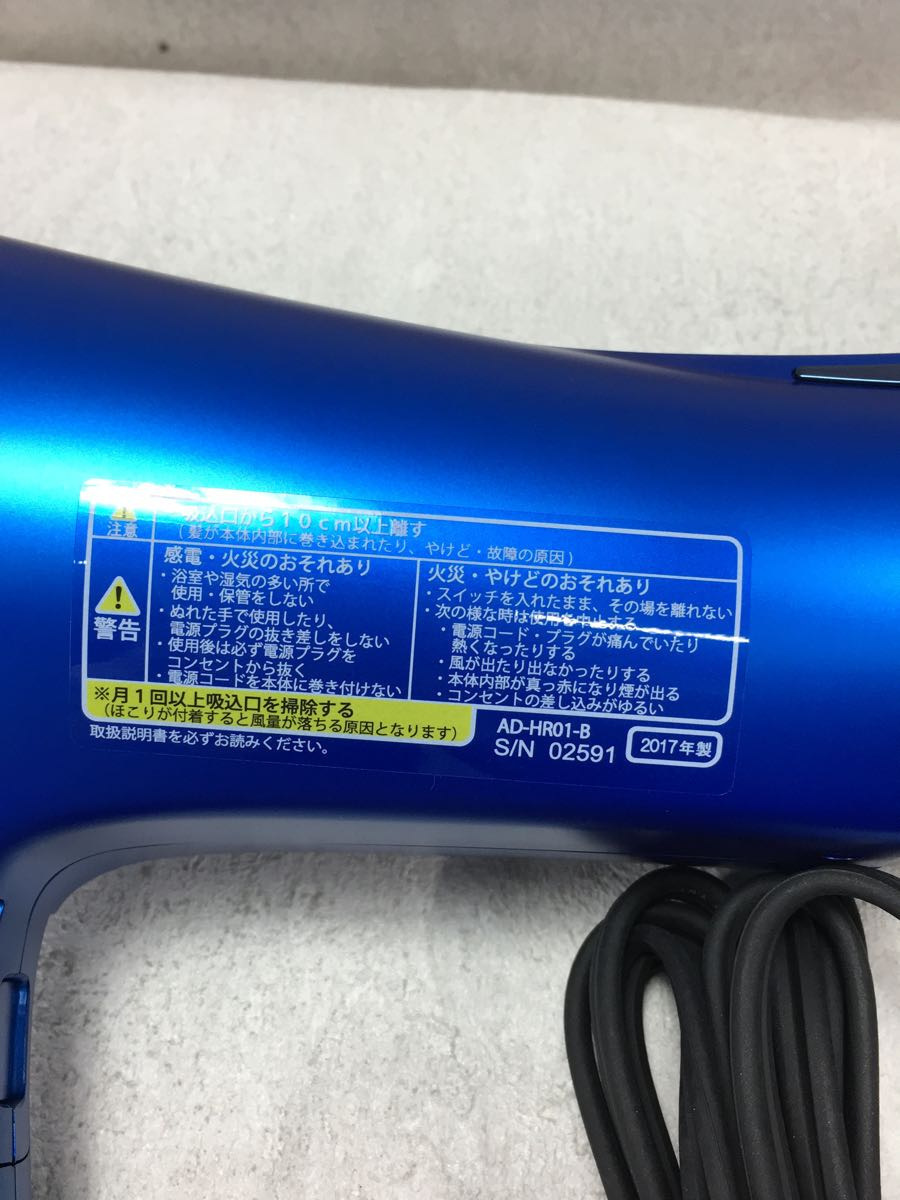 注意
吸込口から１０ｃｍ以上離す
(髪が本体内部に巻き込まれたり、やけど・故障の原因)
警告
感電・火災のおそれあり
・浴室や湿気の多い所で
使用・保管をしない
・ぬれた手で使用したり、
電源プラグの抜き差しをしない
・使用後は必ず電源プラグを
コンセントから抜く
・電源コードを本体に巻き付けない
火災・やけどのおそれあり
・スイッチを入れたまま、その場を離れない
・次の様な時は使用を中止する
・電源コード・プラグが痛んでいたり
熱くなったりする
・風が出たり出なかったりする
・本体内部が真っ赤になり煙が出る
・コンセントの差し込みがゆるい
※月１回以上吸込口を掃除する
(ほこりが付着すると風量が落ちる原因となります)
取扱説明書を必ずお読みください。
AD-HR01-B
S/N 02591
2017年製